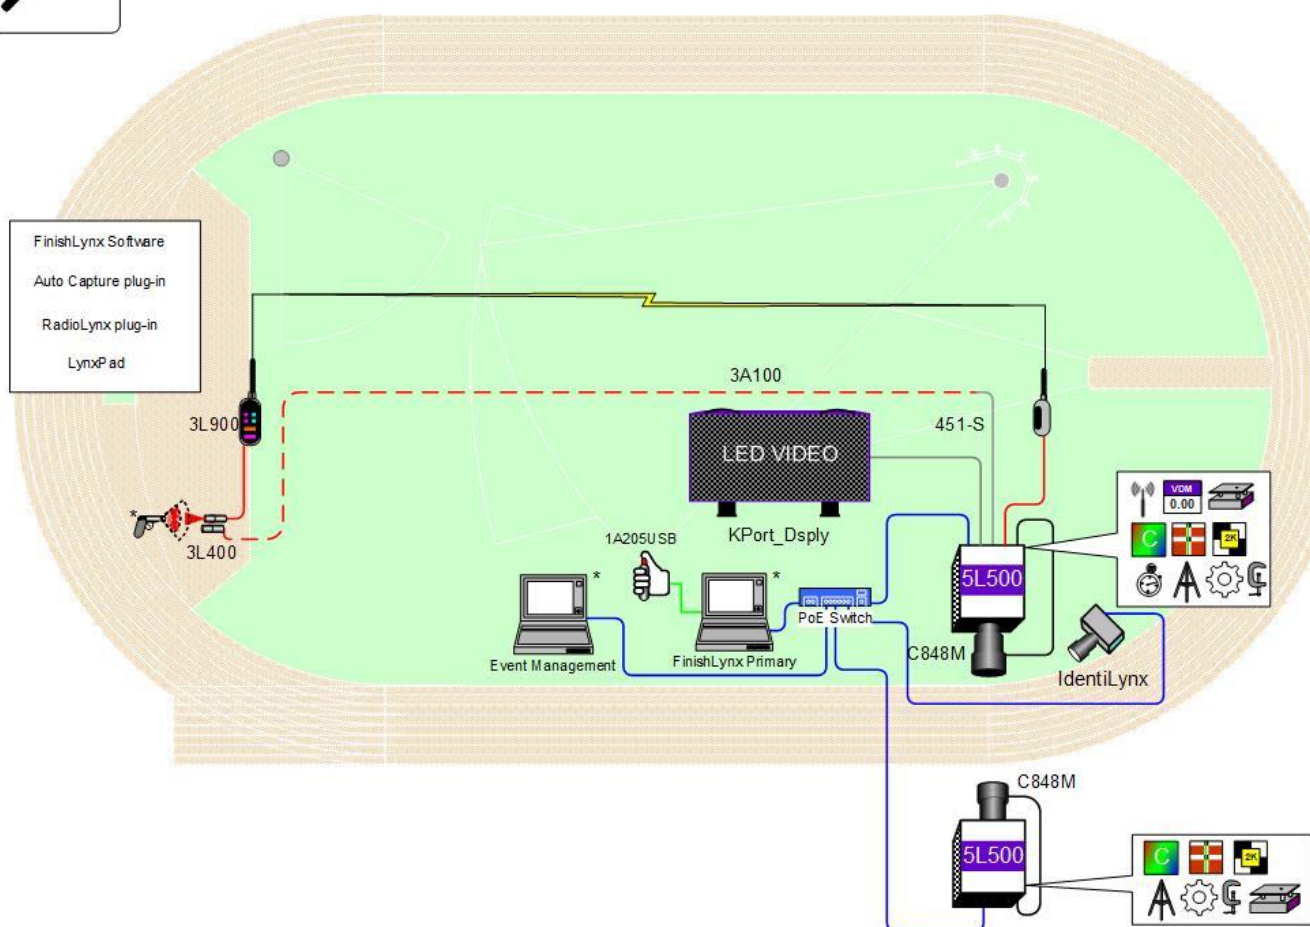 FinishLynx Software
Auto Capture plug-in
RadioLynx plug-in
LynxPad
3A100
3L900
451-S
LED VIDEO
VDM
0.00
*
3L400
1A205USB
KPort_Dsply
C
2K
*
*
5L500
PoE Switch
Event Management
FinishLynx Primary
C848M
IdentiLynx
C848M
5L500
C
2K